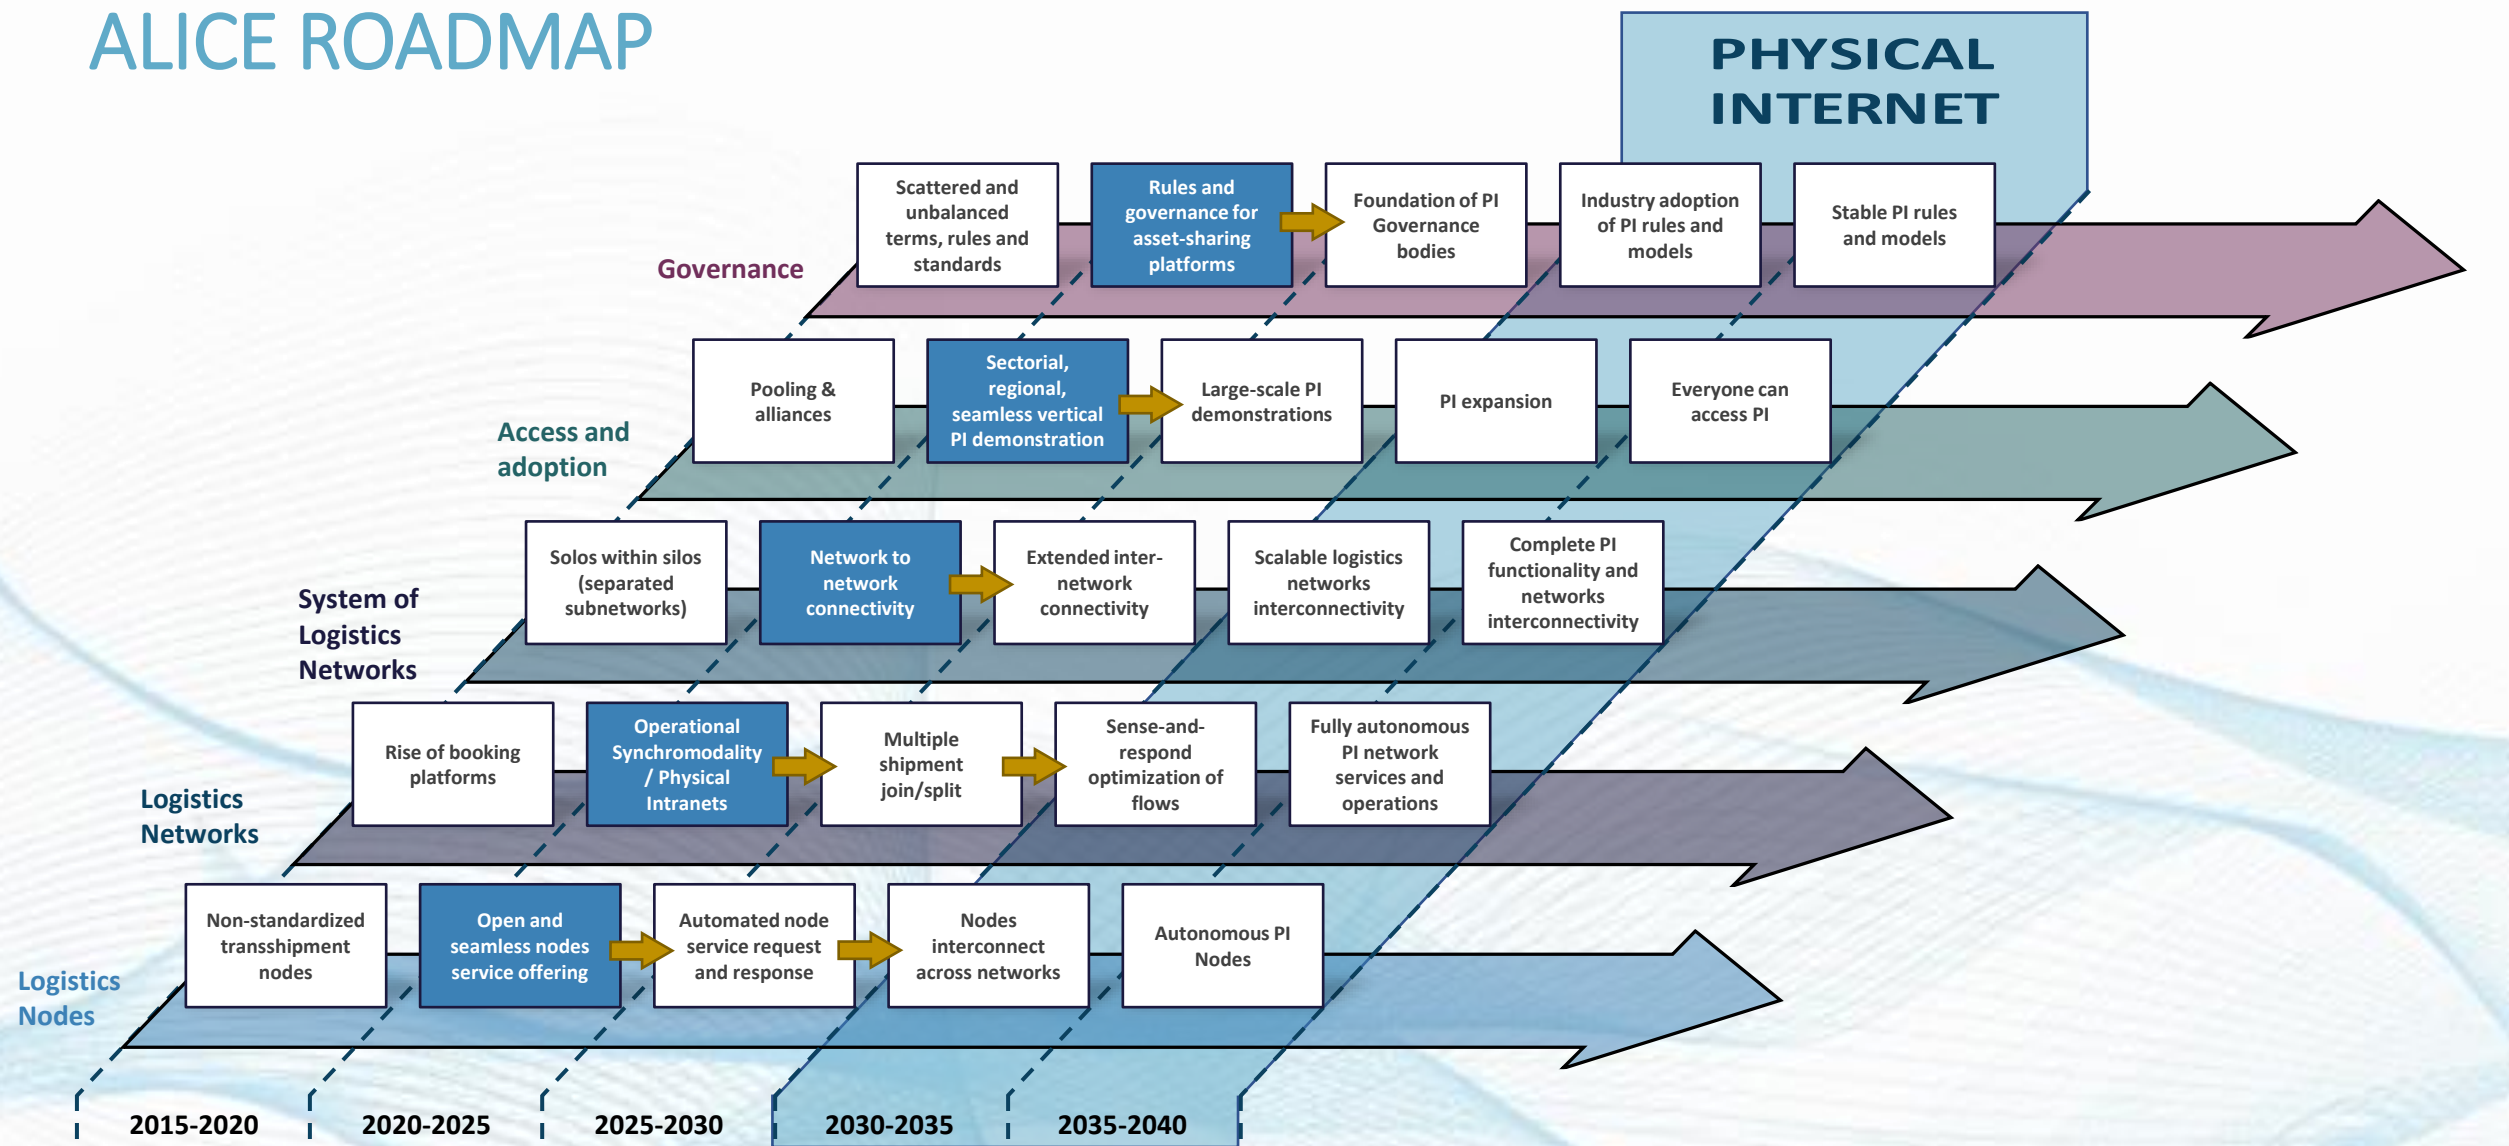 ALICE ROADMAP
PHYSICAL
INTERNET
Governance
Scattered and
unbalanced
terms, rules and
standards
Rules and
governance for
asset-sharing
platforms
Foundation of PI
Governance
bodies
Industry adoption
of PI rules and
models
Stable PI rules
and models
Access and
adoption
Pooling &
alliances
Sectorial,
regional,
seamless vertical
PI demonstration
Large-scale PI
demonstrations
PI expansion
Everyone can
access PI
System of
Logistics
Networks
Solos within silos
(separated
subnetworks)
Network to
network
connectivity
Extended inter-
network
connectivity
Scalable logistics
networks
interconnectivity
Complete PI
functionality and
networks
interconnectivity
Logistics
Networks
Rise of booking
platforms
Operational
Synchromodality
/ Physical
Intranets
Multiple
shipment
join/split
Sense-and-
respond
optimization of
flows
Fully autonomous
PI network
services and
operations
Logistics
Nodes
Non-standardized
transshipment
nodes
Open and
seamless nodes
service offering
Automated node
service request
and response
Nodes
interconnect
across networks
Autonomous PI
Nodes
2015-2020
2020-2025
2025-2030
2030-2035
2035-2040